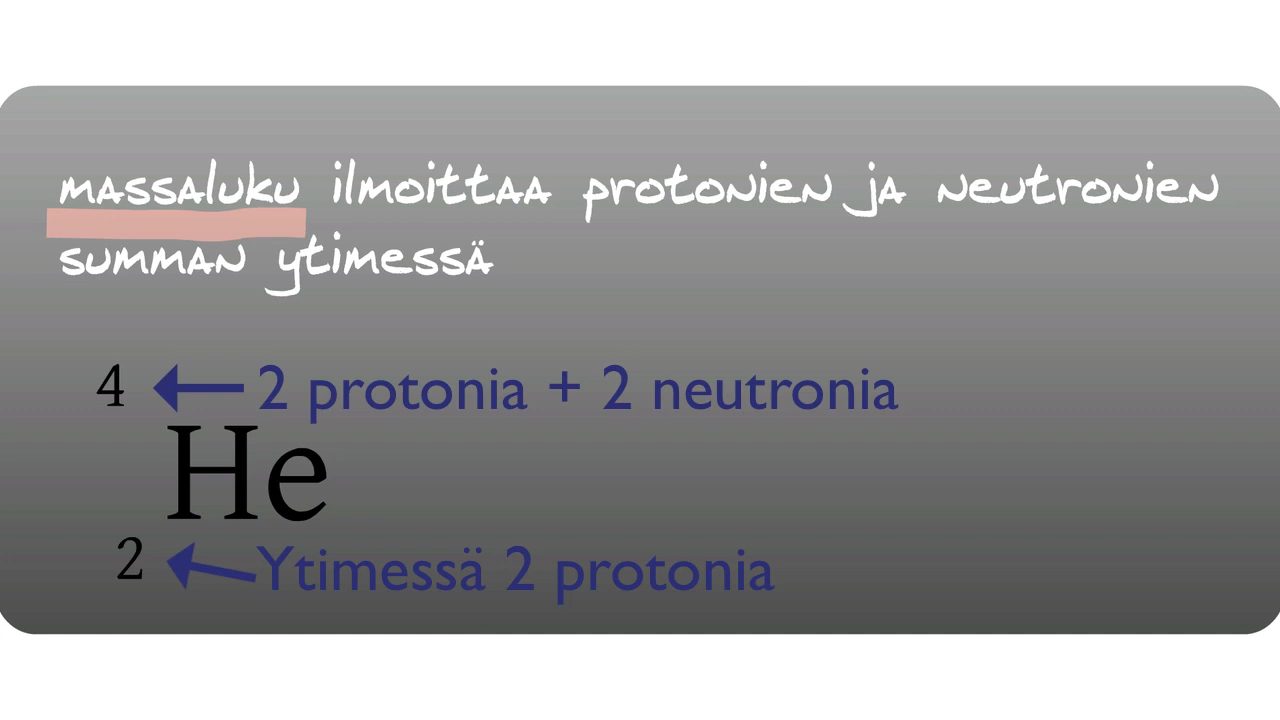 massaluku ilmoittaa protonien ja neutronien
summan ytimessä
4 2 protonia + 2 neutronia
He
2 Ytimessä 2 protonia